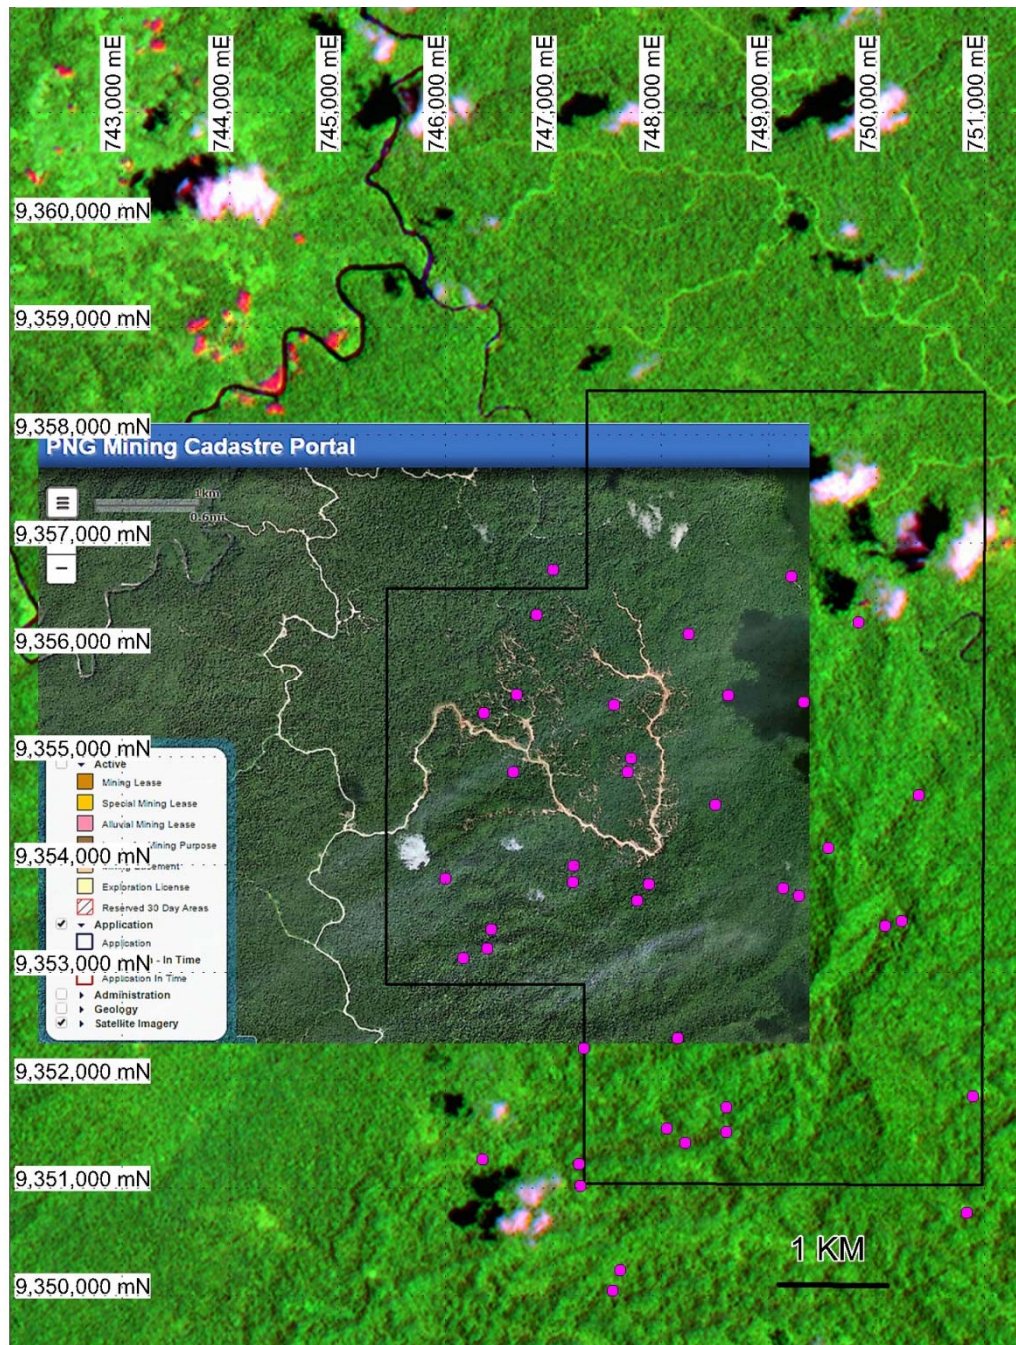 743,000 mE
744,000 mE
745,000 mE
746,000 mE
747,000 mE
748,000 mE
749,000 mE
750,000 mE
751,000 mE
9,360,000 mN
9,359,000 mN
9,358,000 mN
PNG Mining Cadastre Portal
1km
0.6mi
9,357,000 mN
9,356,000 mN
9,355,000 mN
Active
Mining Lease
Special Mining Lease
Alluvial Mining Lease
Mining Purpose
9,354,000 mN
Exploration License
Reserved 30 Day Areas
Application
Application
9,353,000 mN
- In Time
Application In Time
Administration
Geology
Satellite Imagery
9,352,000 mN
9,351,000 mN
1 KM
9,350,000 mN